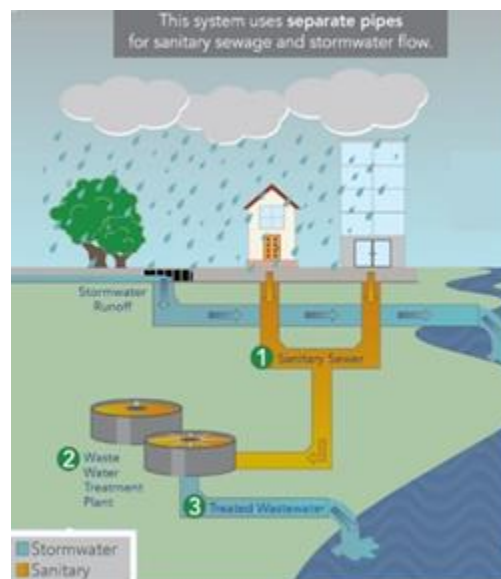 This system uses separate pipes
for sanitary sewage and stormwater flow.
Stormwater
Runoff
1 Sanitary Sewer
2 Waste
Water
Treatment
Plant
3 Treated Wastewater
Stormwater
Sanitary